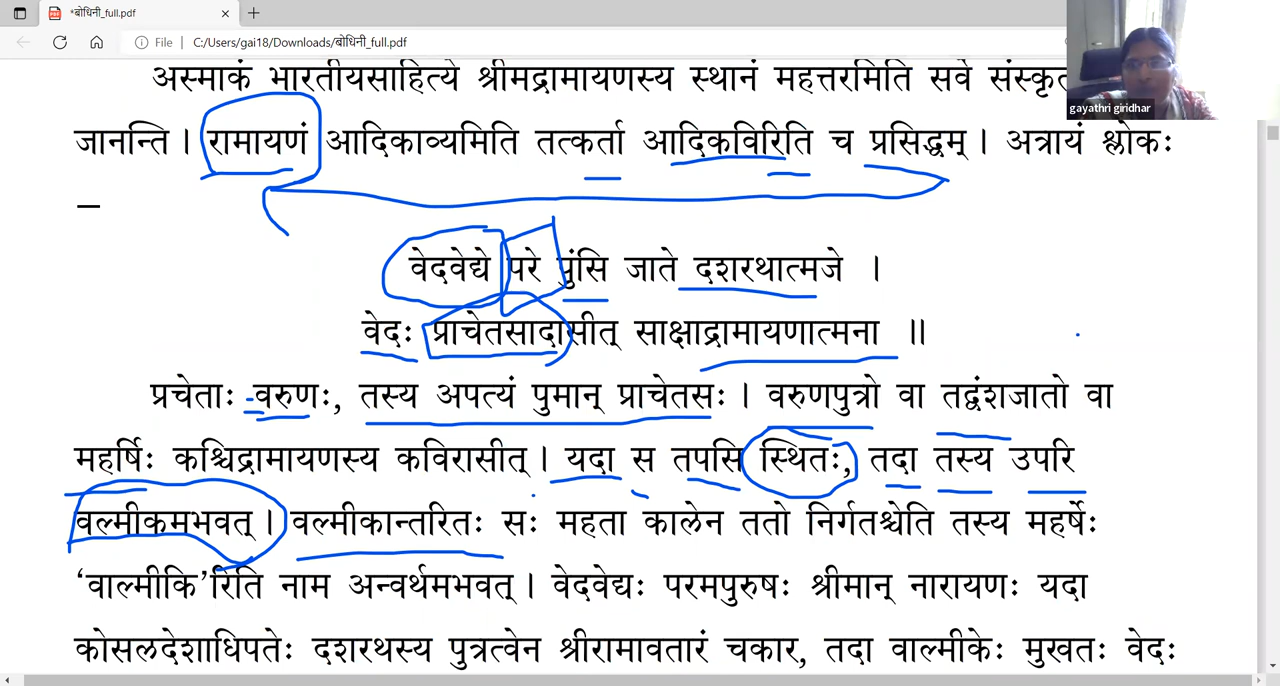 *बोधिनी_full.pdf
File | C:/Users/gai18/Downloads/बोधिनी_full.pdf
gayathri giridhar
अस्माकं भारतीयसाहित्ये श्रीमद्रामायणस्य स्थानं महत्तरमिति सर्वे संस्कृत
जानन्ति । रामायणं आदिकाव्यमिति तत्कर्ता आदिकविरिति च प्रसिद्धम् । अत्रायं श्लोकः
–
वेदवेद्ये परे पुंसि जाते दशरथात्मजे ।
वेदः प्राचेतसादासीत् साक्षाद्रामायणात्मना ॥
प्रचेताः वरुणः, तस्य अपत्यं पुमान् प्राचेतसः । वरुणपुत्रो वा तद्वंशजातो वा
महर्षिः कश्चिद्रामायणस्य कविरासीत् । यदा स तपसि स्थितः, तदा तस्य उपरि
वल्मीकमभवत् । वल्मीकान्तरितः सः महता कालेन ततो निर्गतश्चेति तस्य महर्षेः
‘वाल्मीकि’रिति नाम अन्वर्थमभवत् । वेदवेद्यः परमपुरुषः श्रीमान् नारायणः यदा
कोसलदेशाधिपतेः दशरथस्य पुत्रत्वेन श्रीरामावतारं चकार, तदा वाल्मीकेः मुखतः वेदः